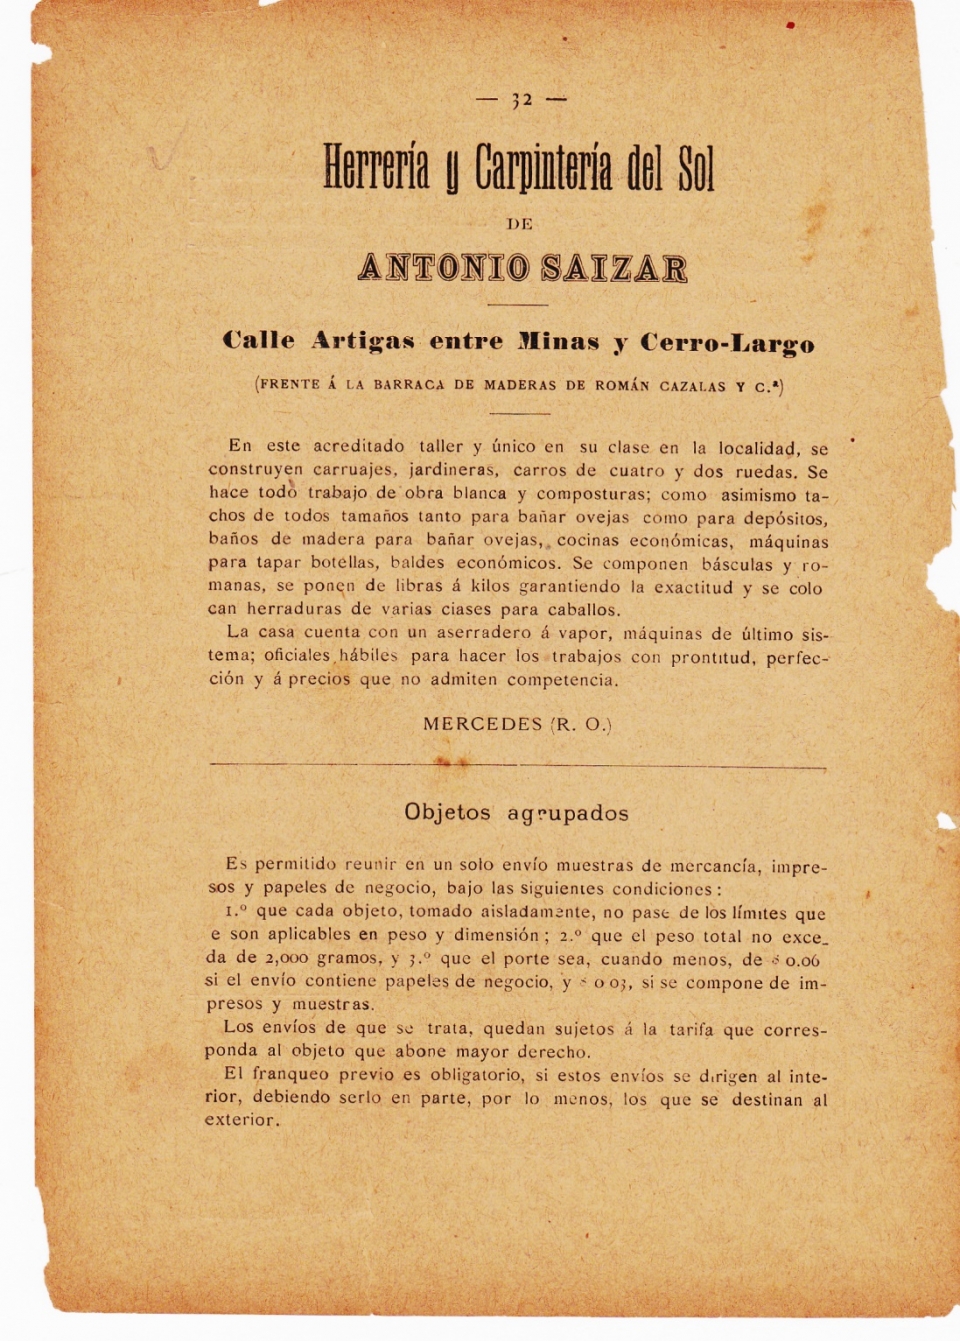 — 32 —
Herrería y Carpintería del Sol
DE
ANTONIO SAIZAR
Calle Artigas entre Minas y Cerro-Largo
(FRENTE Á LA BARRACA DE MADERAS DE ROMÁN CAZALAS Y C.ª)
En este acreditado taller y único en su clase en la localidad, se
construyen carruajes, jardineras, carros de cuatro y dos ruedas. Se
hace todo trabajo de obra blanca y composturas; como asimismo ta-
chos de todos tamaños tanto para bañar ovejas como para depósitos,
baños de madera para bañar ovejas, cocinas económicas, máquinas
para tapar botellas, baldes económicos. Se componen básculas y ro-
manas, se ponen de libras á kilos garantiendo la exactitud y se colo
can herraduras de varias ciases para caballos.
La casa cuenta con un aserradero á vapor, máquinas de último sis-
tema; oficiales hábiles para hacer los trabajos con prontitud, perfec-
ción y á precios que no admiten competencia.
MERCEDES (R. O.)
Objetos agrupados
Es permitido reunir en un solo envío muestras de mercancía, impre-
sos y papeles de negocio, bajo las siguientes condiciones:
1.º que cada objeto, tomado aisladamente, no pase de los límites que
e son aplicables en peso y dimensión; 2.º que el peso total no exce_
da de 2,000 gramos, y 3.º que el porte sea, cuando menos, de $ 0.06
si el envío contiene papeles de negocio, y $ 0 03, si se compone de im-
presos y muestras.
Los envíos de que se trata, quedan sujetos á la tarifa que corres-
ponda al objeto que abone mayor derecho.
El franqueo previo es obligatorio, si estos envíos se dirigen al inte-
rior, debiendo serlo en parte, por lo menos, los que se destinan al
exterior.